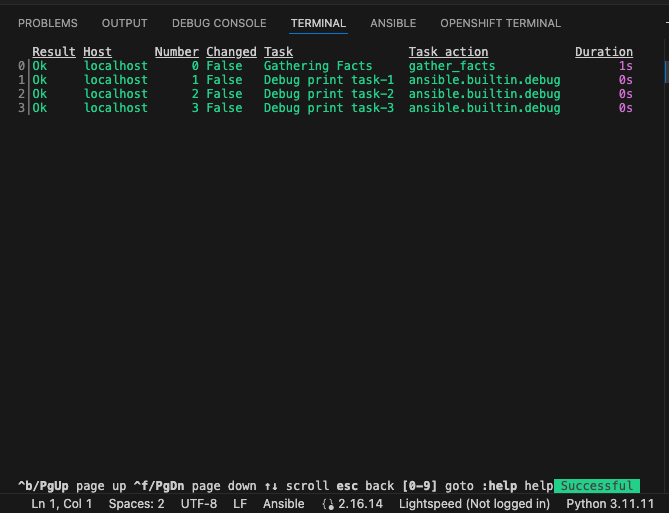 PROBLEMS OUTPUT DEBUG CONSOLE TERMINAL ANSIBLE OPENSHIFT TERMINAL
Result Host Number Changed Task Task action Duration
0 Ok localhost 0 False Gathering Facts gather_facts 1s
1 Ok localhost 1 False Debug print task-1 ansible.builtin.debug 0s
2 Ok localhost 2 False Debug print task-2 ansible.builtin.debug 0s
3 Ok localhost 3 False Debug print task-3 ansible.builtin.debug 0s
^b/PgUp page up ^f/PgDn page down ↑↓ scroll esc back [0-9] goto :help help Successful
Ln 1, Col 1 Spaces: 2 UTF-8 LF Ansible 2.16.14 Lightspeed (Not logged in) Python 3.11.11